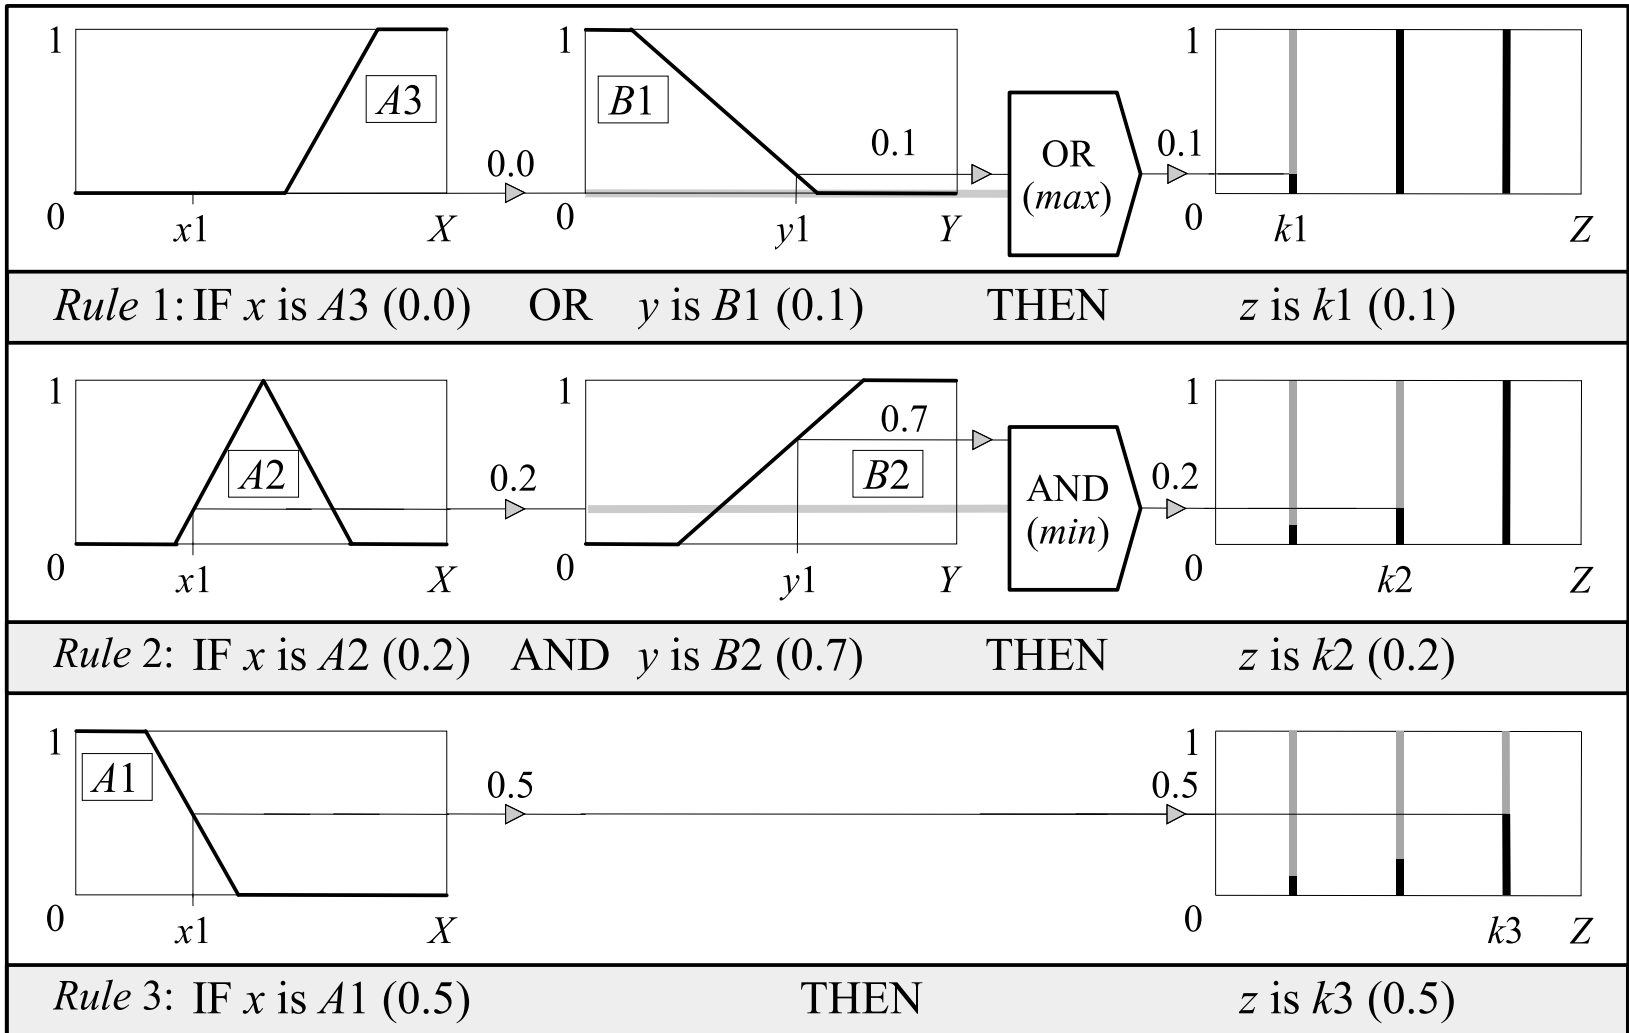 1 A3 1 B1 1
0.0 0.1 OR (max) 0.1
0 x1 X 0 y1 Y 0 k1 Z
Rule 1: IF x is A3 (0.0) OR y is B1 (0.1) THEN z is k1 (0.1)
1 A2 1 0.7 1
0.2 B2 AND (min) 0.2
0 x1 X 0 y1 Y 0 k2 Z
Rule 2: IF x is A2 (0.2) AND y is B2 (0.7) THEN z is k2 (0.2)
1 1
A1 0.5 0.5
0 x1 X 0 k3 Z
Rule 3: IF x is A1 (0.5) THEN z is k3 (0.5)